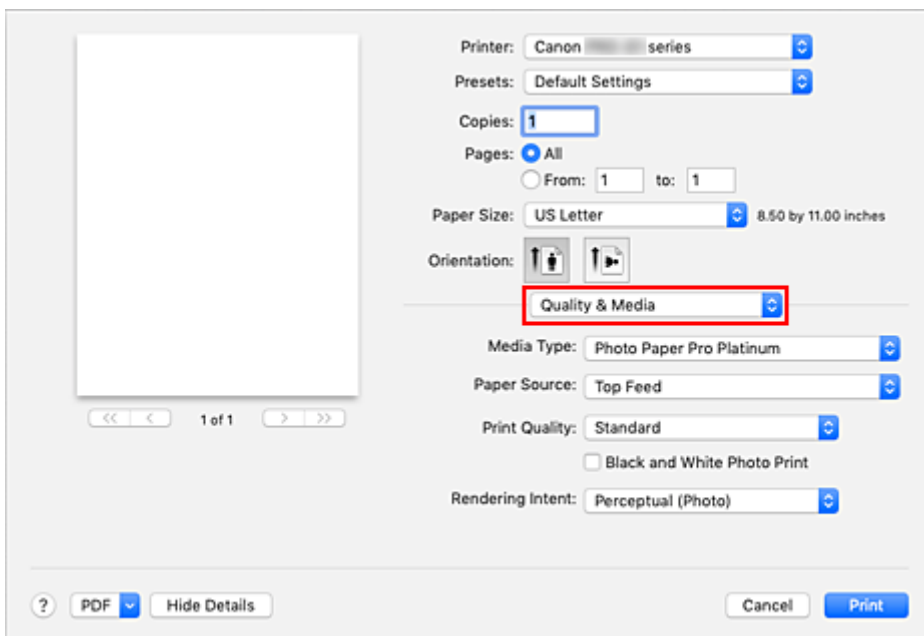 Printer: Canon series
Presets: Default Settings
Copies: 1
Pages: All
From: 1 to: 1
Paper Size: US Letter 8.50 by 11.00 inches
Orientation:
Quality & Media
Media Type: Photo Paper Pro Platinum
Paper Source: Top Feed
<< < 1 of 1 > >>
Print Quality: Standard
Black and White Photo Print
Rendering Intent: Perceptual (Photo)
? PDF Hide Details Cancel Print